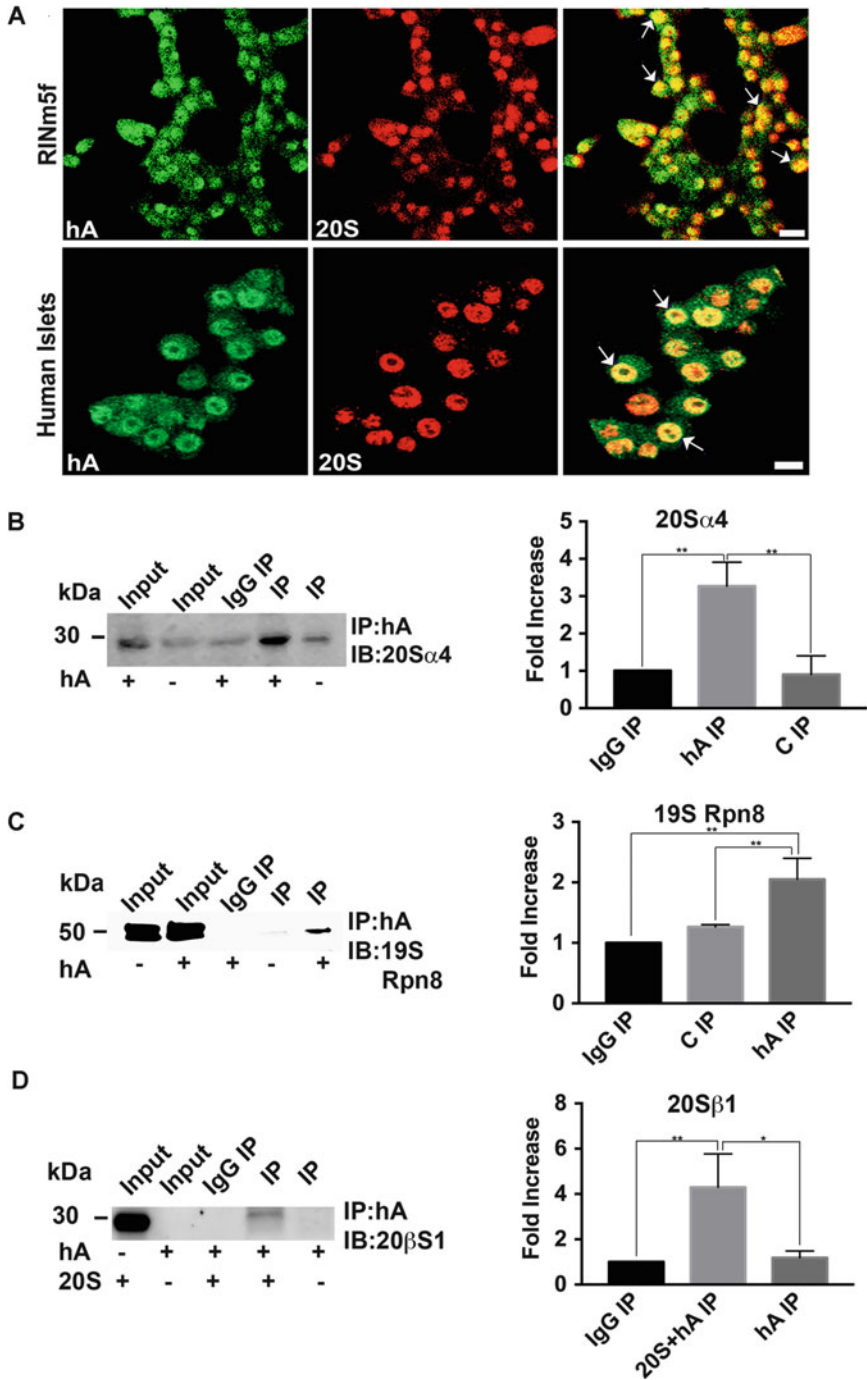 A
RINm5f
hA
20S
Human Islets
hA
20S
B
kDa
Input
Input
IgG IP
IP
IP
30
IP:hA
IB:20Sα4
hA
+ - + + -
20Sα4
Fold Increase
5
4
3
2
1
0
**
**
IgG IP
hA IP
C IP
C
kDa
Input
Input
IgG IP
IP
IP
50
IP:hA
IB:19S
Rpn8
hA
- + + - +
19S Rpn8
Fold Increase
3
2
1
0
**
**
IgG IP
C IP
hA IP
D
kDa
Input
Input
IgG IP
IP
IP
30
IP:hA
IB:20βS1
hA
- + + + +
20S
+ - + + -
20Sβ1
Fold Increase
8
6
4
2
0
**
*
IgG IP
20S+hA IP
hA IP